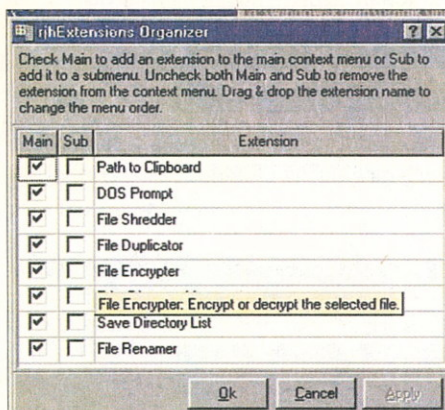 rjhExtensions Organizer
Check Main to add an extension to the main context menu or Sub to
add it to a submenu. Uncheck both Main and Sub to remove the
extension from the context menu. Drag & drop the extension name to
change the menu order.
Main Sub Extension
Path to Clipboard
DOS Prompt
File Shredder
File Duplicator
File Encrypter
File Encrypter: Encrypt or decrypt the selected file.
Save Directory List
File Renamer
Ok Cancel Apply